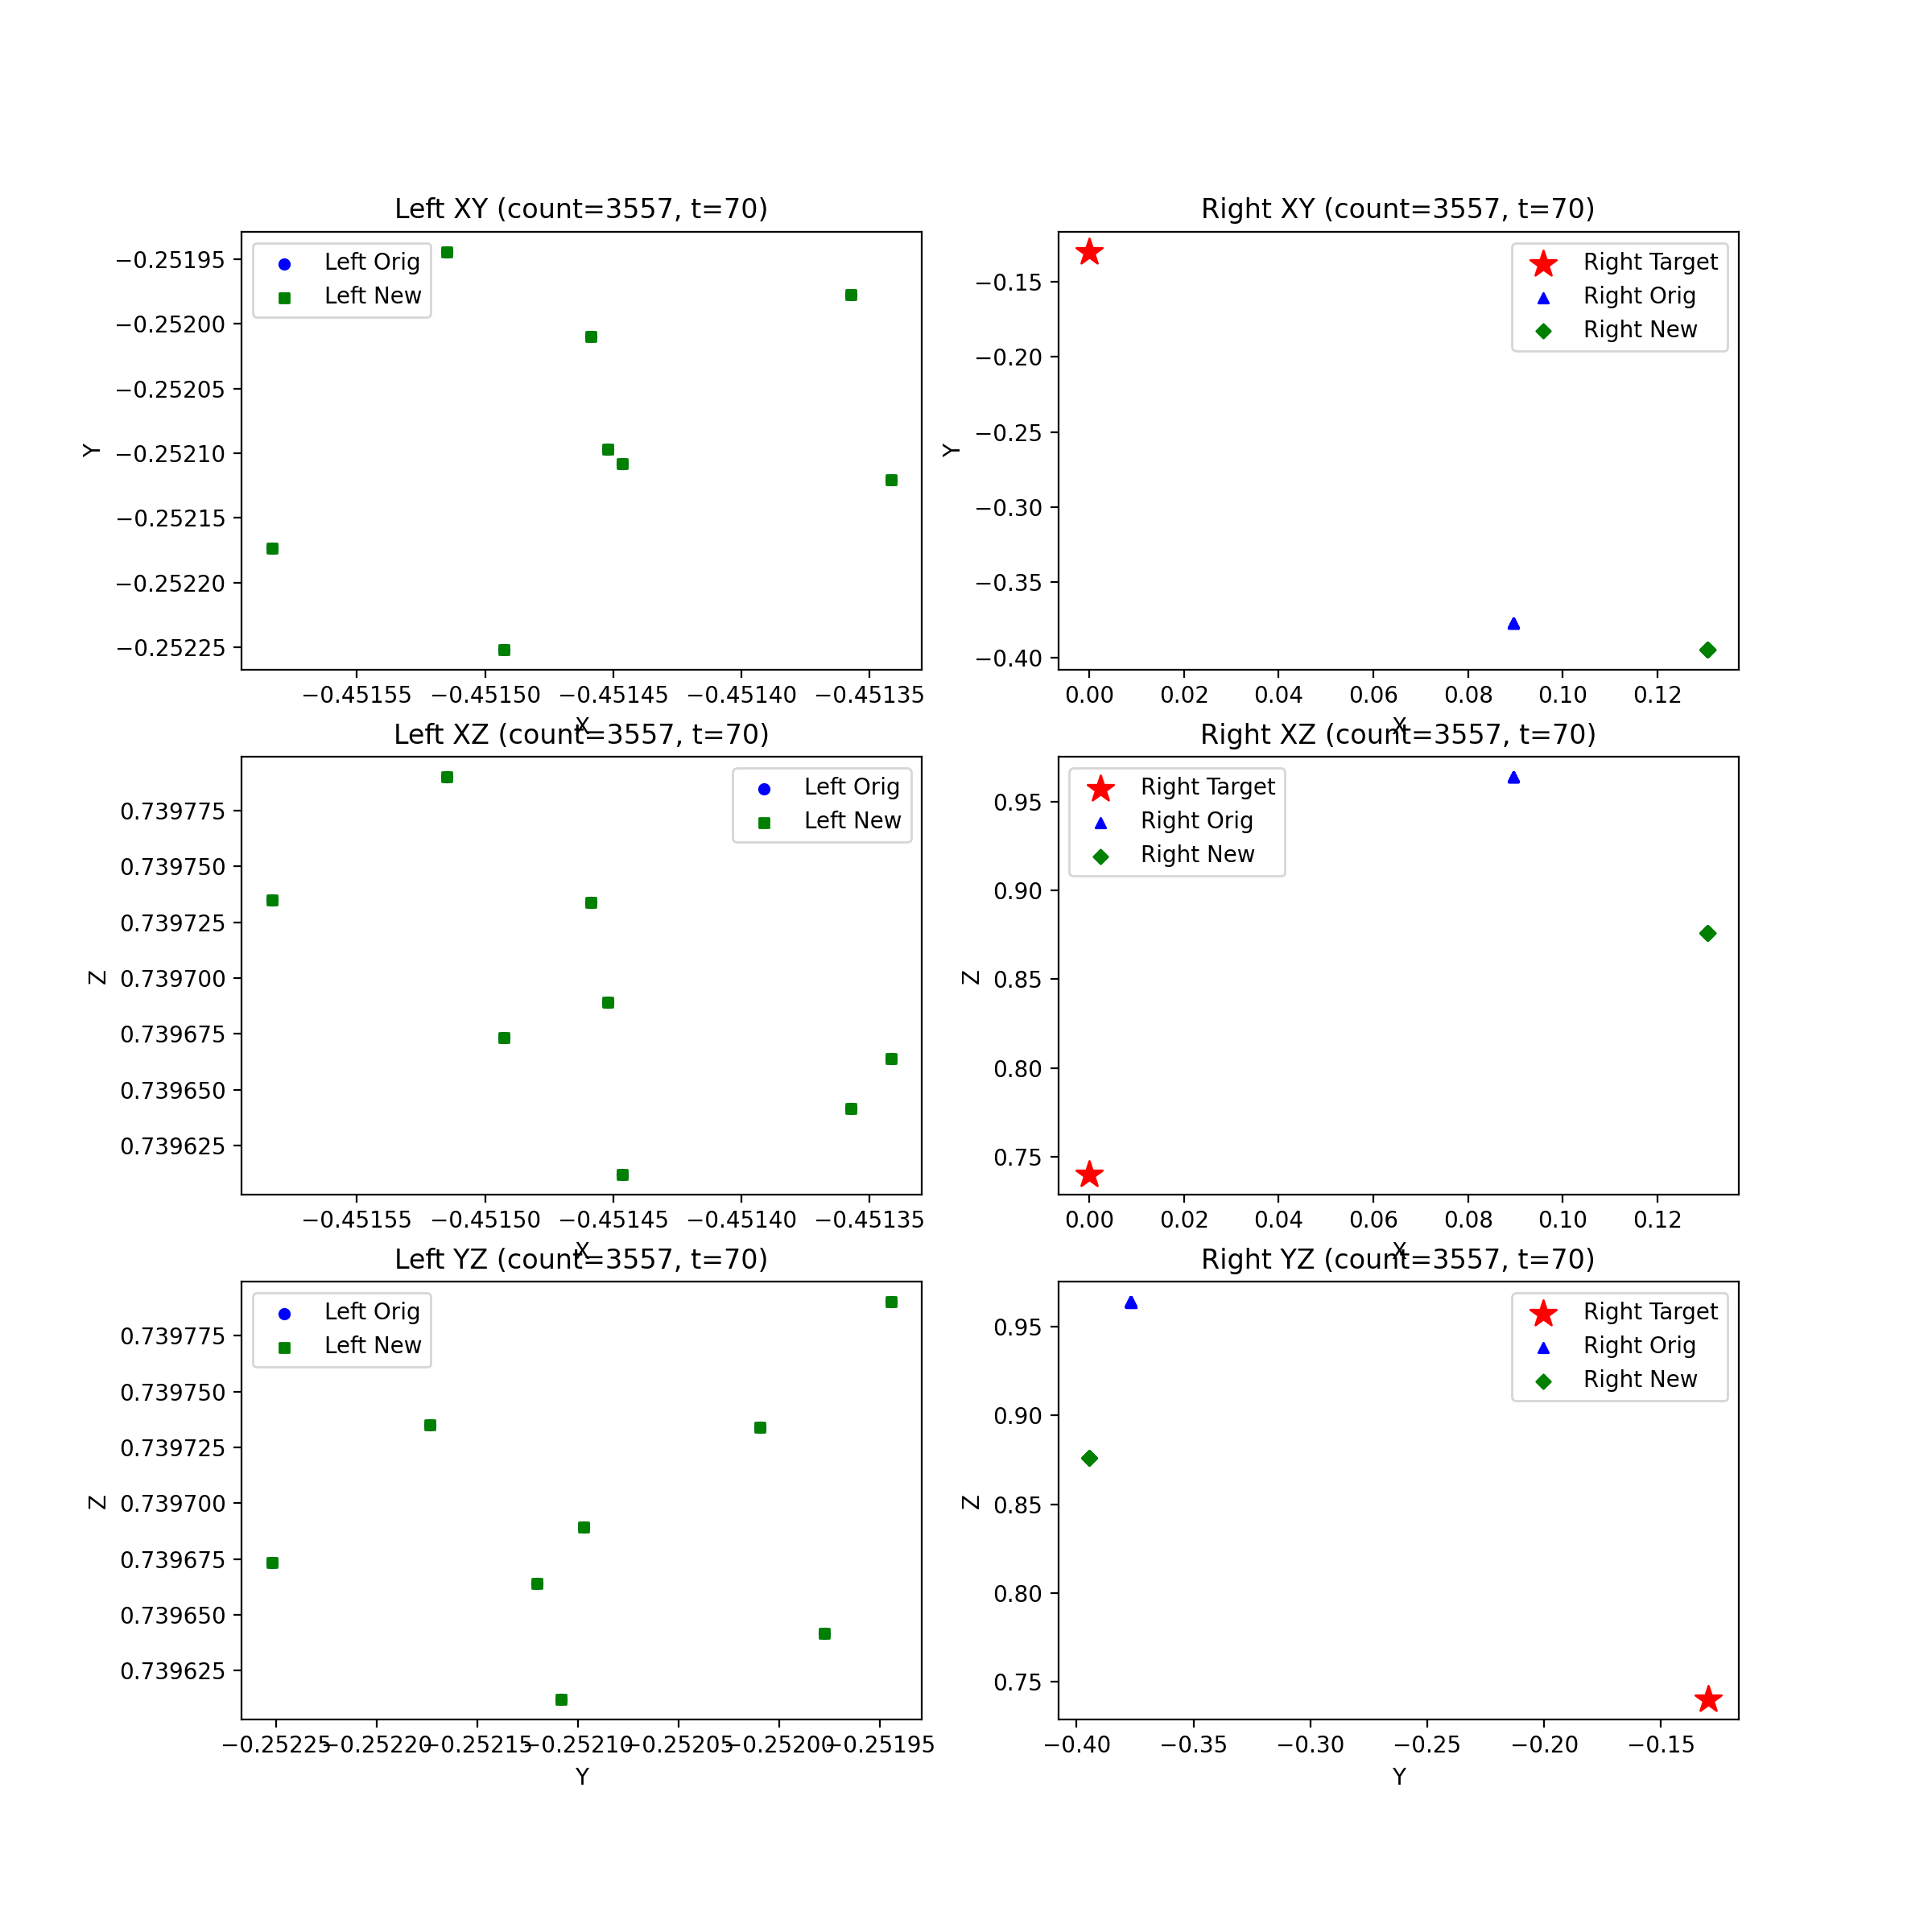 Left XY (count=3557, t=70)
Left Orig
Left New
Y
−0.25195
−0.25200
−0.25205
−0.25210
−0.25215
−0.25220
−0.25225
−0.45155 −0.45150 −0.45145 −0.45140 −0.45135
X
Right XY (count=3557, t=70)
Right Target
Right Orig
Right New
Y
−0.15
−0.20
−0.25
−0.30
−0.35
−0.40
0.00 0.02 0.04 0.06 0.08 0.10 0.12
X
Left XZ (count=3557, t=70)
Left Orig
Left New
Z
0.739775
0.739750
0.739725
0.739700
0.739675
0.739650
0.739625
−0.45155 −0.45150 −0.45145 −0.45140 −0.45135
X
Right XZ (count=3557, t=70)
Right Target
Right Orig
Right New
Z
0.95
0.90
0.85
0.80
0.75
0.00 0.02 0.04 0.06 0.08 0.10 0.12
X
Left YZ (count=3557, t=70)
Left Orig
Left New
Z
0.739775
0.739750
0.739725
0.739700
0.739675
0.739650
0.739625
−0.25225 −0.25220 −0.25215 −0.25210 −0.25205 −0.25200 −0.25195
Y
Right YZ (count=3557, t=70)
Right Target
Right Orig
Right New
Z
0.95
0.90
0.85
0.80
0.75
−0.40 −0.35 −0.30 −0.25 −0.20 −0.15
Y